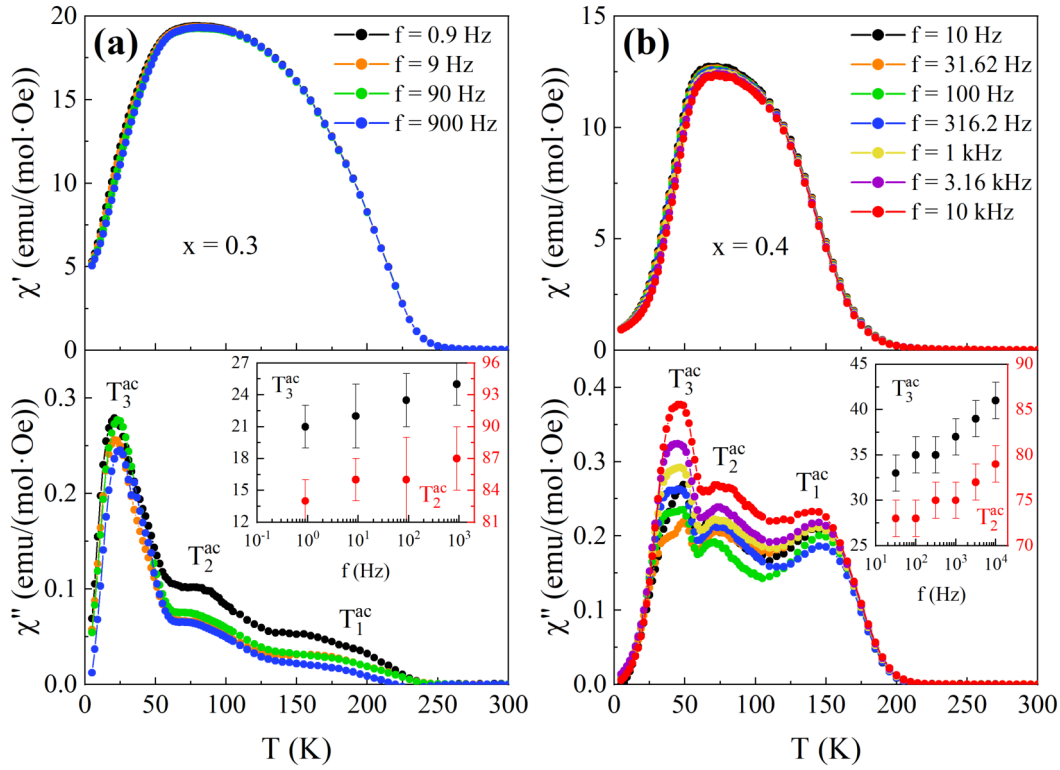 (a)
f = 0.9 Hz
f = 9 Hz
f = 90 Hz
f = 900 Hz
x = 0.3
χ' (emu/(mol·Oe))
20
15
10
5
0
(b)
f = 10 Hz
f = 31.62 Hz
f = 100 Hz
f = 316.2 Hz
f = 1 kHz
f = 3.16 kHz
f = 10 kHz
x = 0.4
χ' (emu/(mol·Oe))
15
10
5
0
χ'' (emu/(mol·Oe))
0.3
0.2
0.1
0.0
T₃ᵃᶜ
T₂ᵃᶜ
T₁ᵃᶜ
27
24
21
18
15
12
T₃ᵃᶜ
T₂ᵃᶜ
96
93
90
87
84
81
10⁻¹ 10⁰ 10¹ 10² 10³
f (Hz)
0 50 100 150 200 250 300
T (K)
χ'' (emu/(mol·Oe))
0.4
0.3
0.2
0.1
0.0
T₃ᵃᶜ
T₂ᵃᶜ
T₁ᵃᶜ
45
40
35
30
25
T₃ᵃᶜ
T₂ᵃᶜ
90
85
80
75
70
10¹ 10² 10³ 10⁴
f (Hz)
0 50 100 150 200 250 300
T (K)